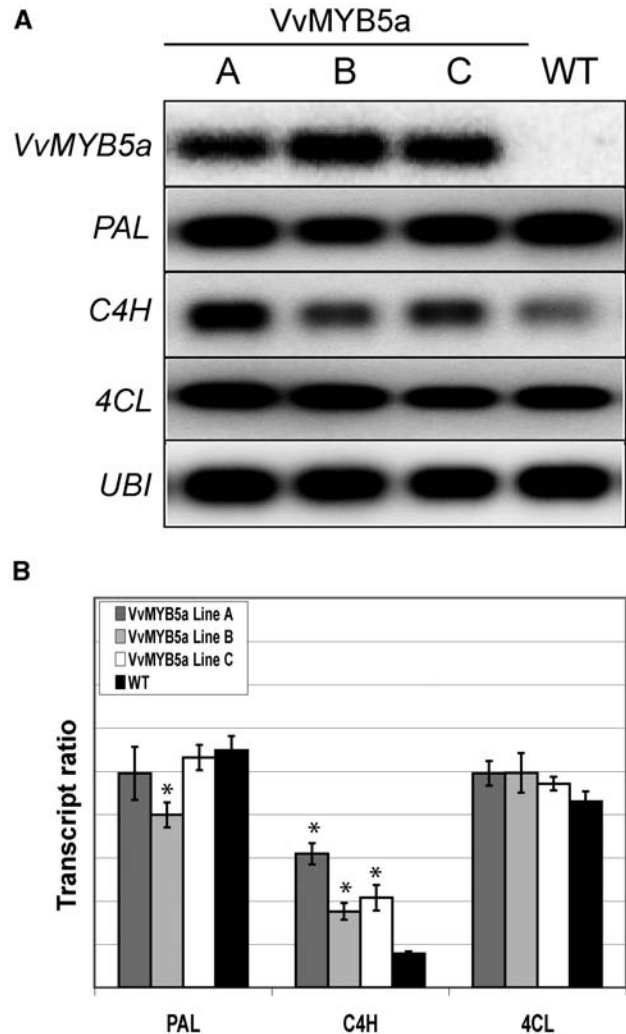 A
VvMYB5a
A B C WT
VvMYB5a
PAL
C4H
4CL
UBI
B
VvMYB5a Line A
VvMYB5a Line B
VvMYB5a Line C
WT
Transcript ratio
*
*
*
*
PAL C4H 4CL